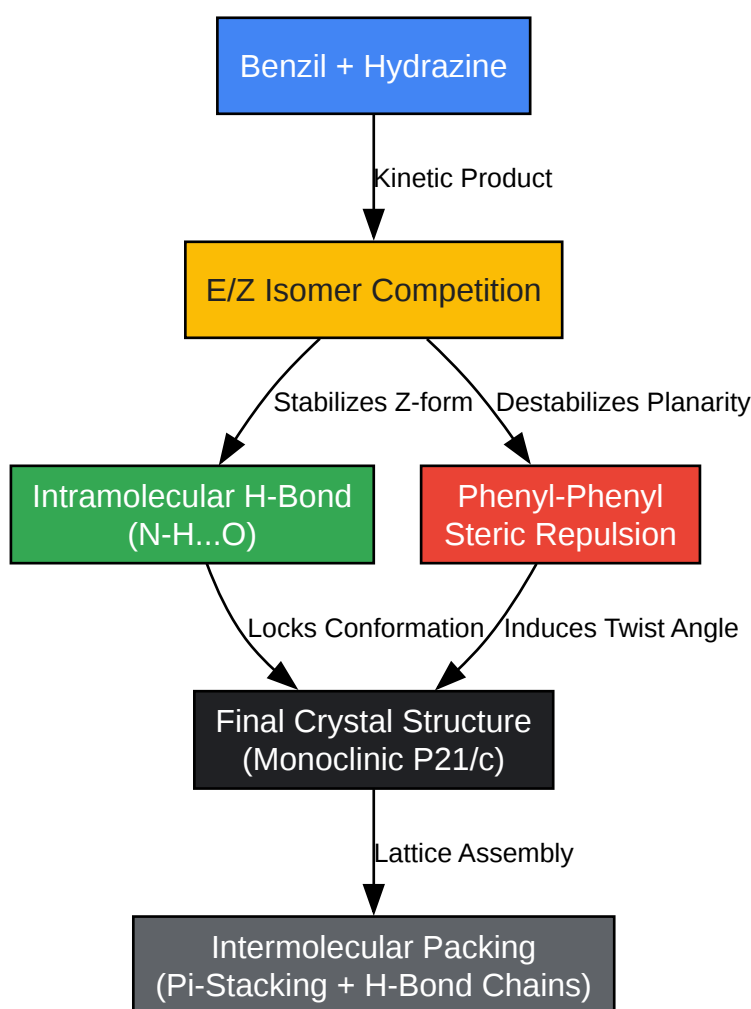 Benzil + Hydrazine
Kinetic Product
E/Z Isomer Competition
Stabilizes Z-form
Destabilizes Planarity
Intramolecular H-Bond
(N-H...O)
Phenyl-Phenyl
Steric Repulsion
Locks Conformation
Induces Twist Angle
Final Crystal Structure
(Monoclinic P21/c)
Lattice Assembly
Intermolecular Packing
(Pi-Stacking + H-Bond Chains)